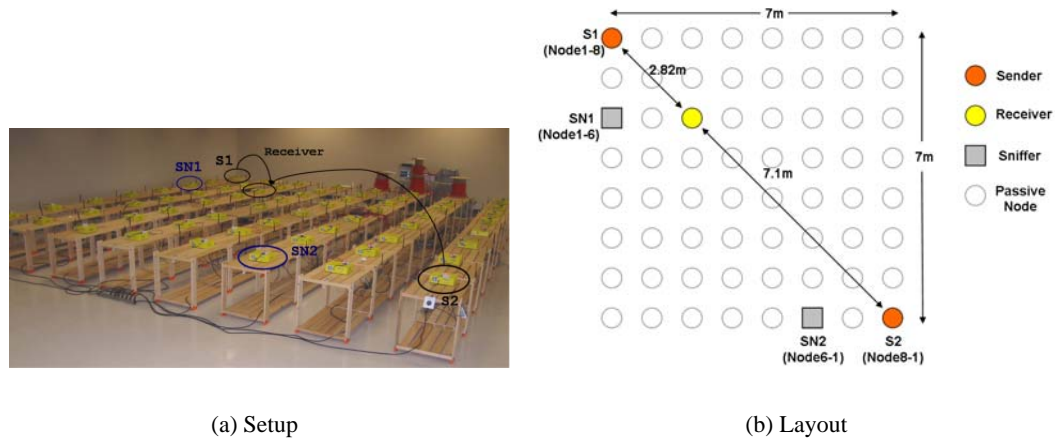 SN1
S1
Receiver
SN2
S2
(a) Setup
7m
S1
(Node1-8)
2.82m
SN1
(Node1-6)
7.1m
7m
SN2
(Node6-1)
S2
(Node8-1)
Sender
Receiver
Sniffer
Passive
Node
(b) Layout